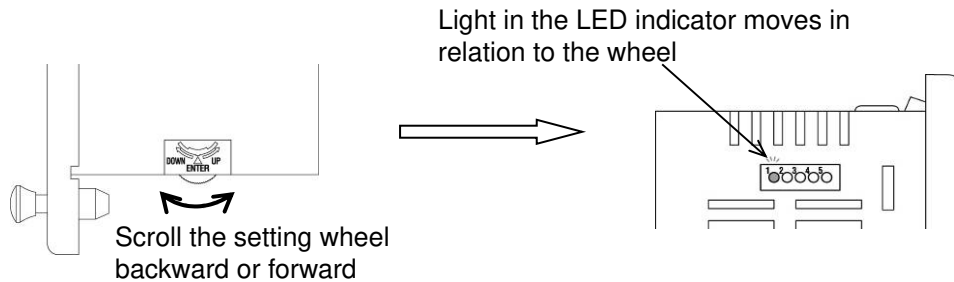 Light in the LED indicator moves in
relation to the wheel
DOWN UP
ENTER
1 2 3 4 5
Scroll the setting wheel
backward or forward